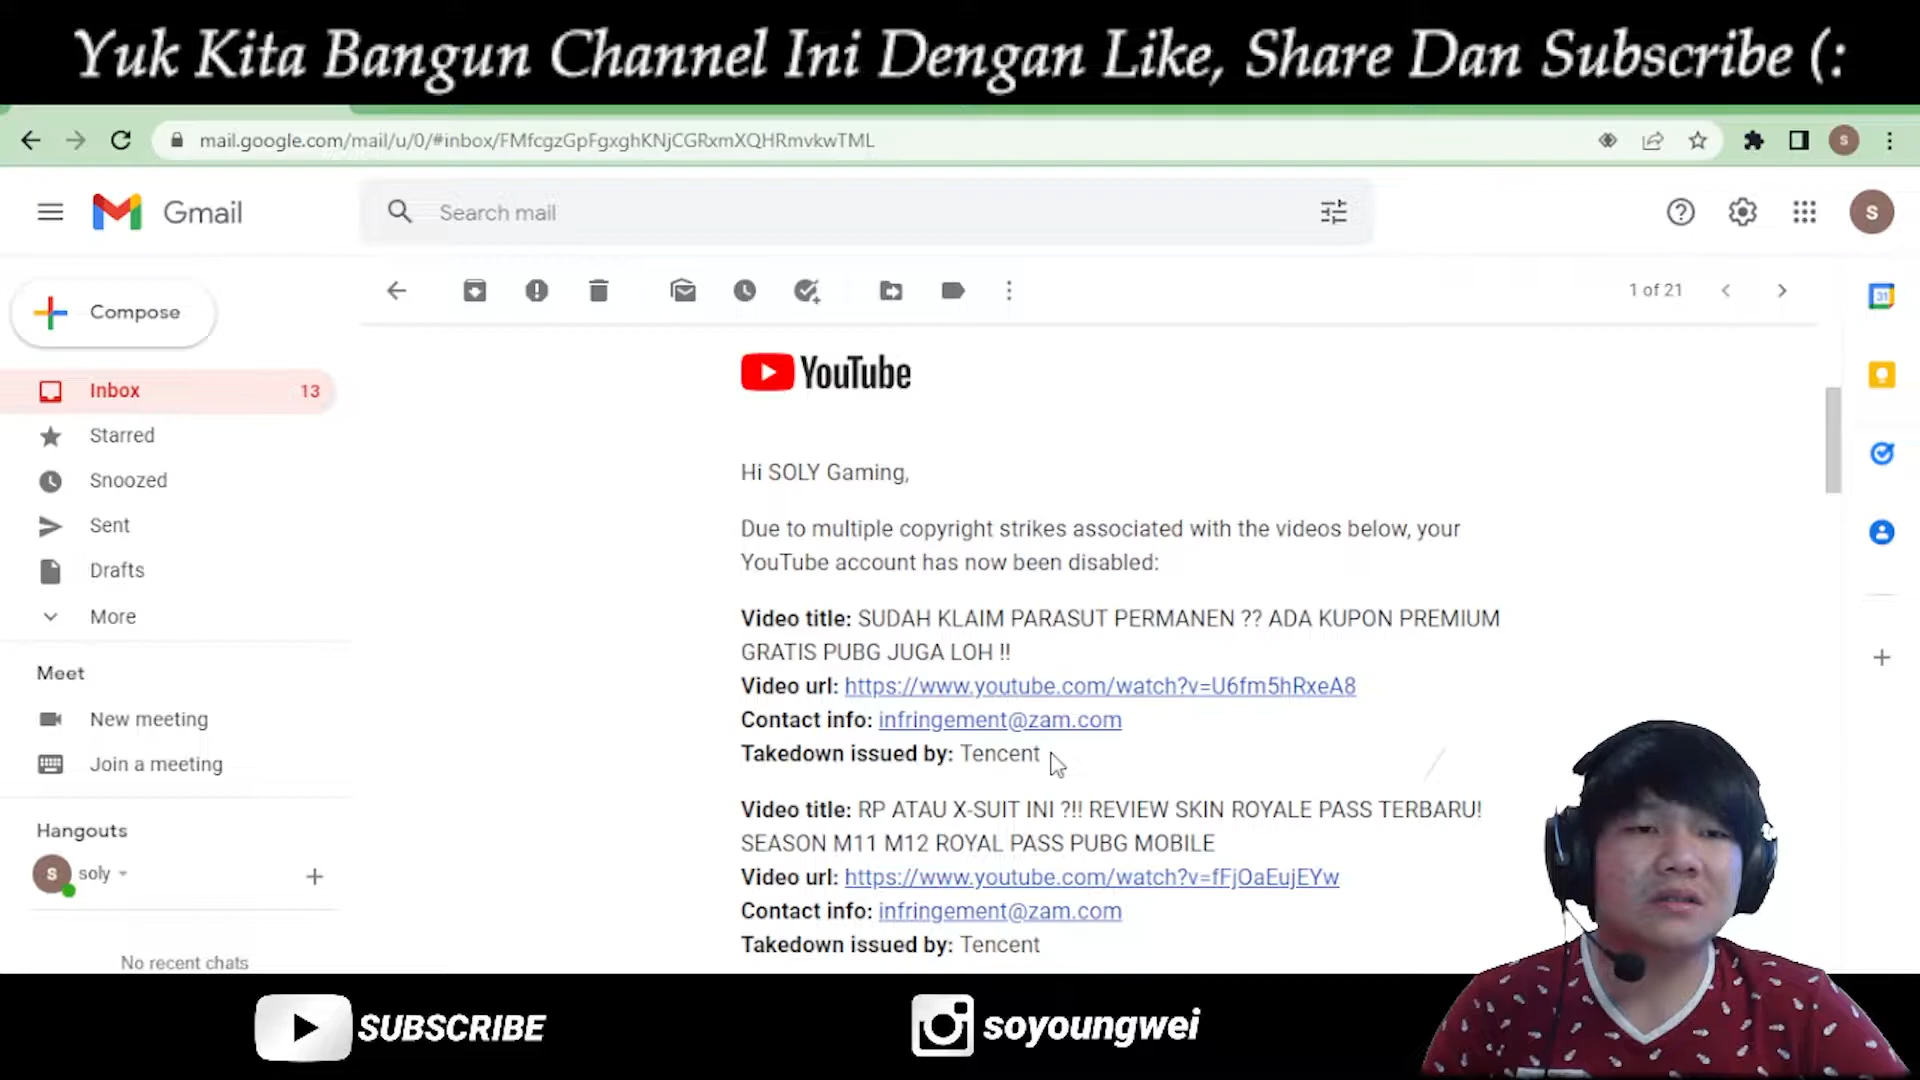 Yuk Kita Bangun Channel Ini Dengan Like, Share Dan Subscribe (:
mail.google.com/mail/u/0/#inbox/FMfcgzGpFgxghKNjCGRxmXQHRmvkwTML
S
Gmail
Search mail
S
Compose
1 of 21
31
Inbox 13
Starred
Snoozed
Sent
Drafts
More
Meet
New meeting
Join a meeting
Hangouts
S soly
No recent chats
YouTube
Hi SOLY Gaming,
Due to multiple copyright strikes associated with the videos below, your
YouTube account has now been disabled:
Video title: SUDAH KLAIM PARASUT PERMANEN ?? ADA KUPON PREMIUM
GRATIS PUBG JUGA LOH !!
Video url: https://www.youtube.com/watch?v=U6fm5hRxeA8
Contact info: infringement@zam.com
Takedown issued by: Tencent
Video title: RP ATAU X-SUIT INI ?!! REVIEW SKIN ROYALE PASS TERBARU!
SEASON M11 M12 ROYAL PASS PUBG MOBILE
Video url: https://www.youtube.com/watch?v=fFjOaEujEYw
Contact info: infringement@zam.com
Takedown issued by: Tencent
SUBSCRIBE
soyoungwei